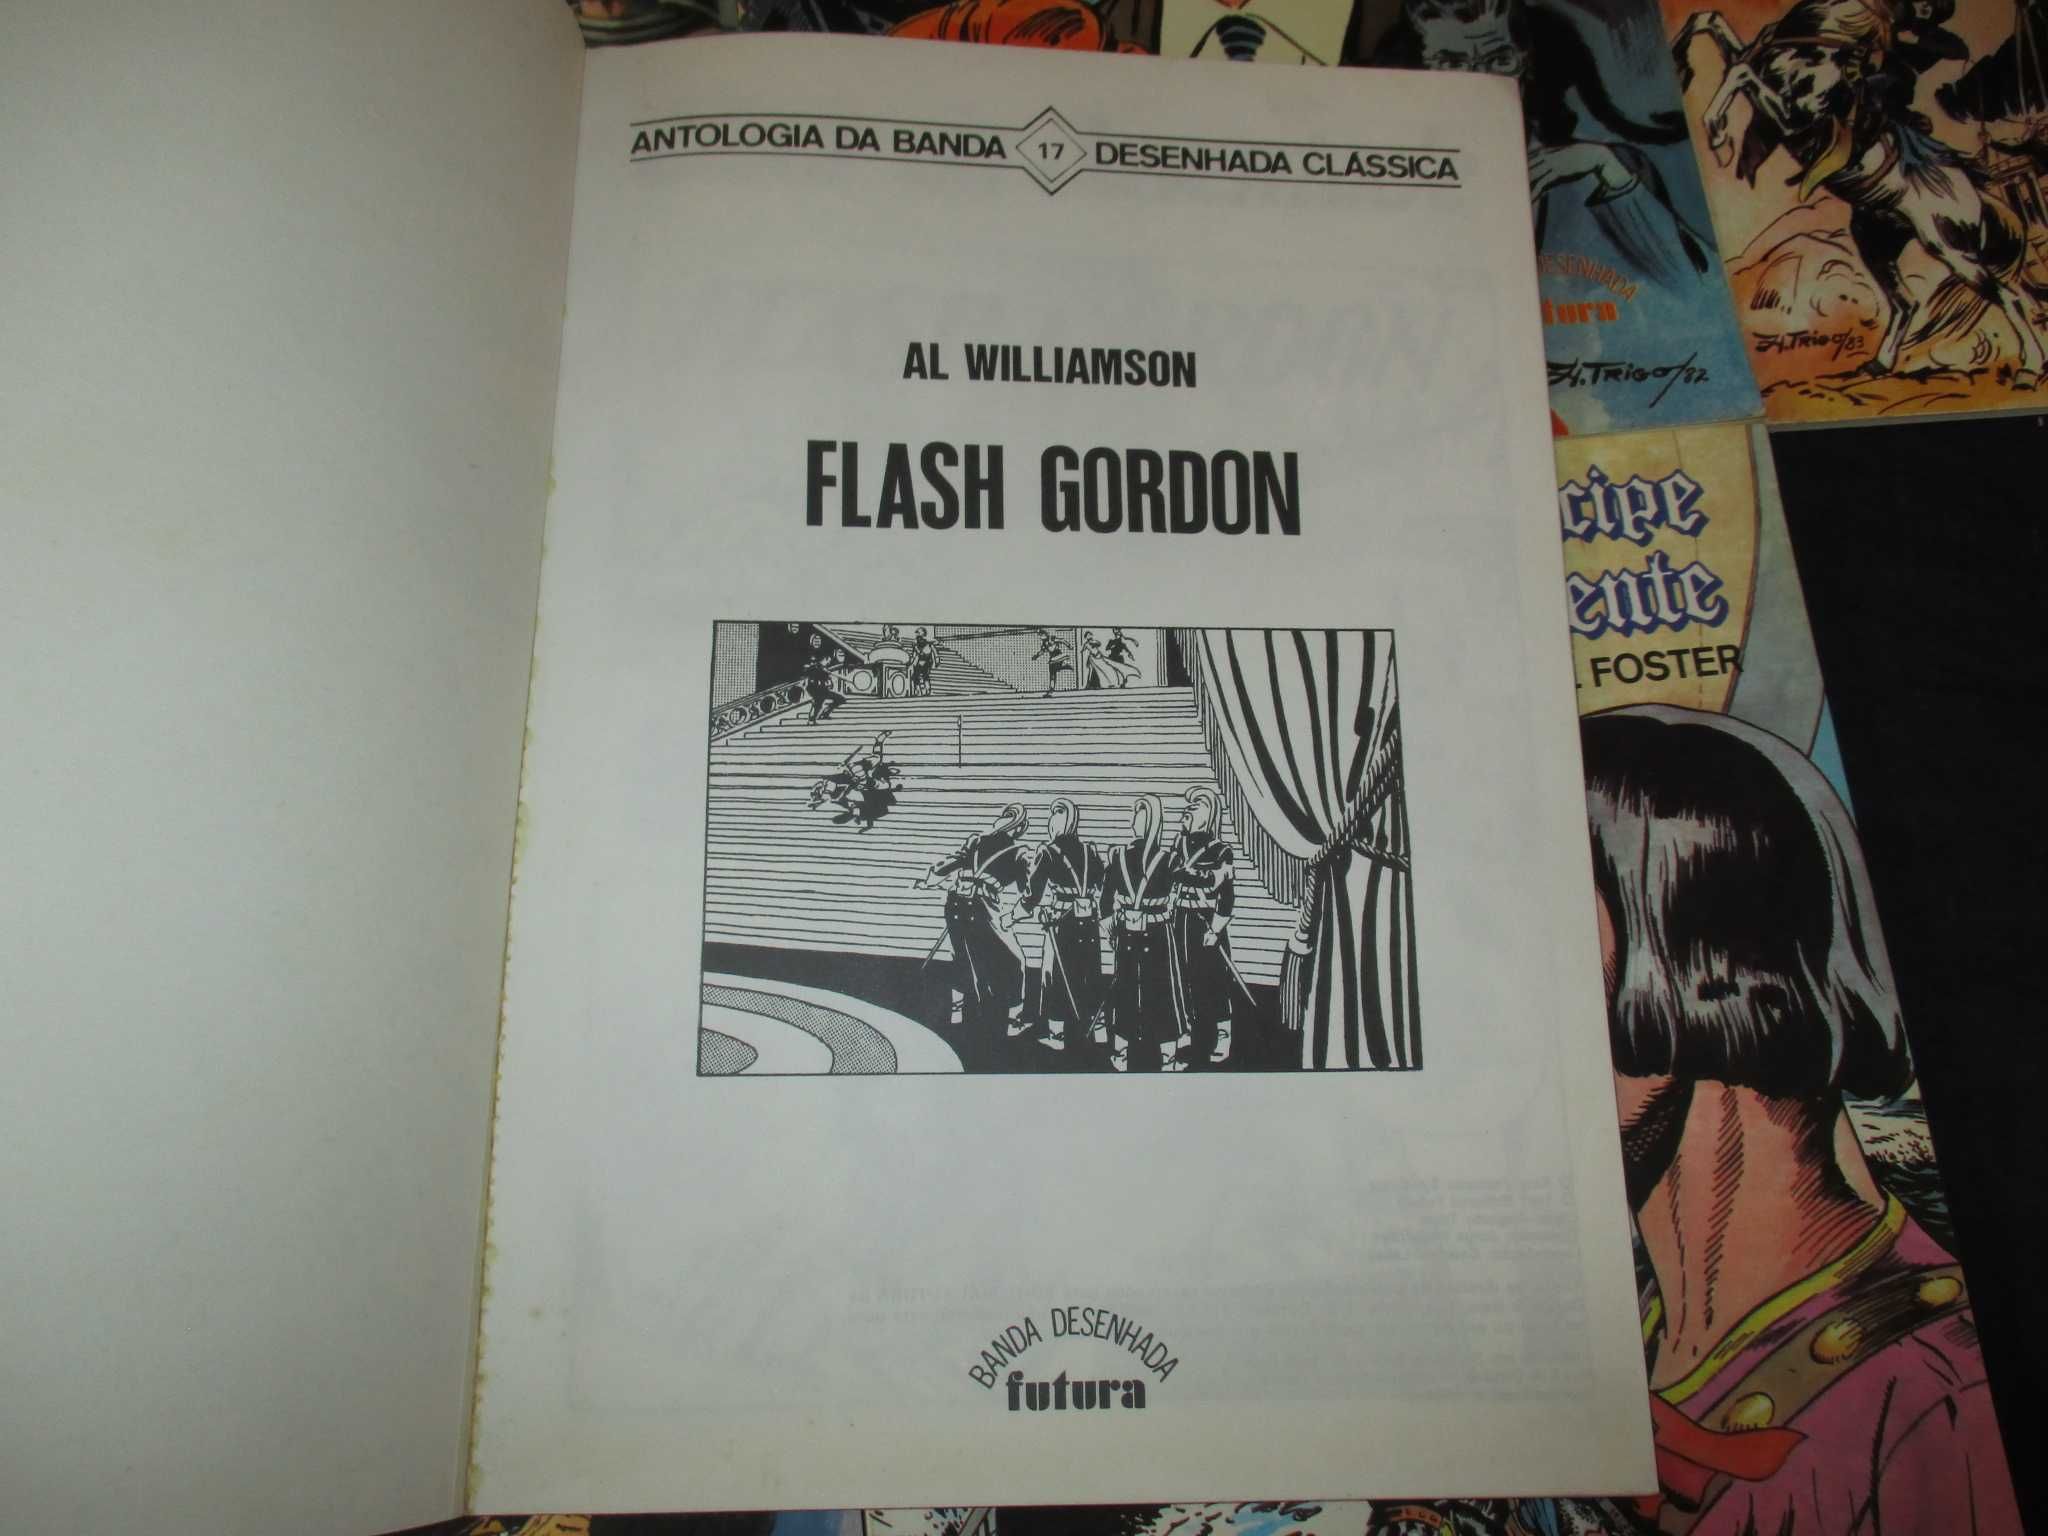 ANTOLOGIA DA BANDA 17 DESENHADA CLÁSSICA
AL WILLIAMSON
FLASH GORDON
BANDA DESENHADA
futura
DESENHADA
futura
H. TRIGO/82
H. TRIGO/83
cipe
ente
FOSTER